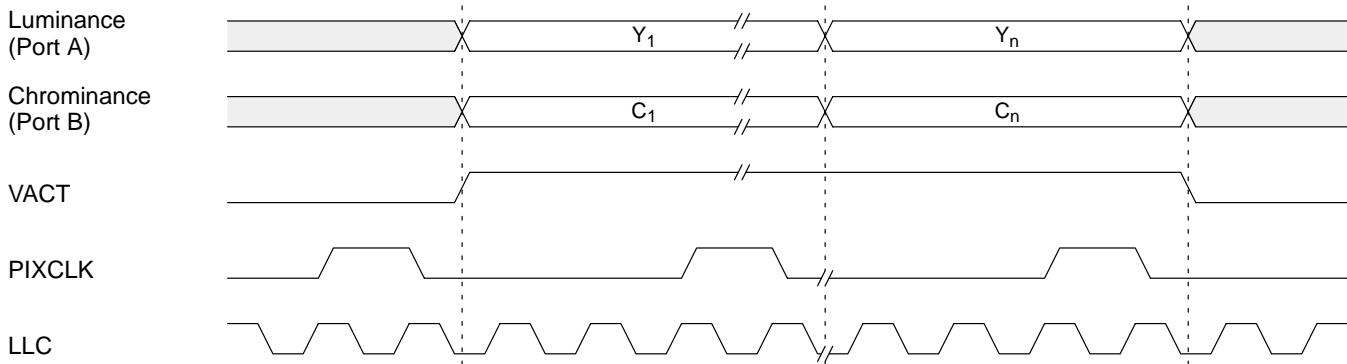 Luminance
(Port A)
Y1
Yn
Chrominance
(Port B)
C1
Cn
VACT
PIXCLK
LLC